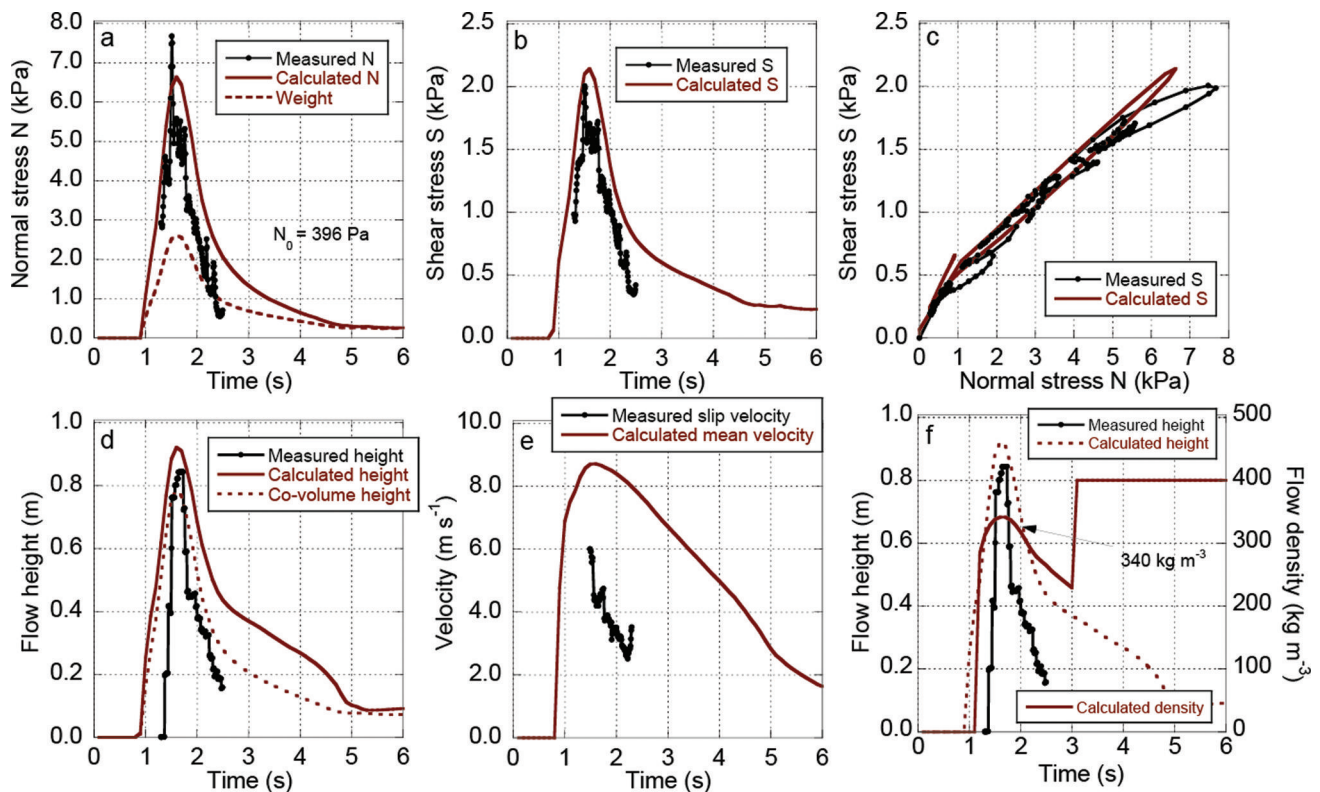 a
Measured N
Calculated N
Weight
N₀ = 396 Pa
Normal stress N (kPa)
8.0
7.0
6.0
5.0
4.0
3.0
2.0
1.0
0.0
0 1 2 3 4 5 6
Time (s)
b
Measured S
Calculated S
Shear stress S (kPa)
2.5
2.0
1.5
1.0
0.5
0.0
0 1 2 3 4 5 6
Time (s)
c
Measured S
Calculated S
Shear stress S (kPa)
2.5
2.0
1.5
1.0
0.5
0.0
0 1 2 3 4 5 6 7 8
Normal stress N (kPa)
d
Measured height
Calculated height
Co-volume height
Flow height (m)
1.0
0.8
0.6
0.4
0.2
0.0
0 1 2 3 4 5 6
Time (s)
e
Measured slip velocity
Calculated mean velocity
Velocity (m s⁻¹)
10.0
8.0
6.0
4.0
2.0
0.0
0 1 2 3 4 5 6
Time (s)
f
Measured height
Calculated height
340 kg m⁻³
Calculated density
Flow height (m)
1.0
0.8
0.6
0.4
0.2
0.0
Flow density (kg m⁻³)
500
400
300
200
100
0
0 1 2 3 4 5 6
Time (s)